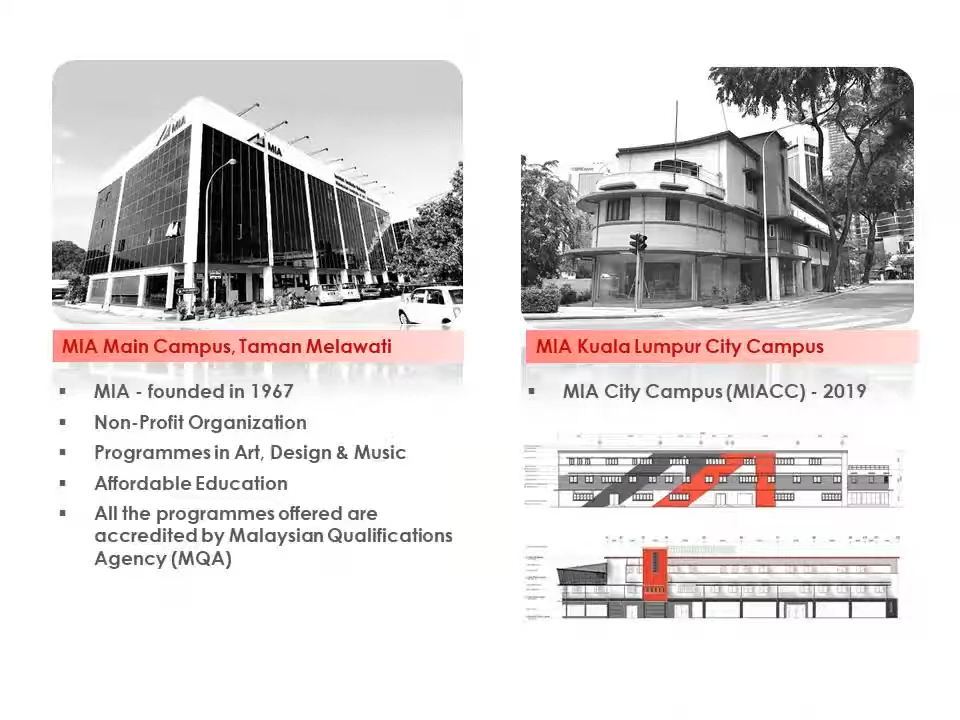 MIA
MIA
MIA Main Campus, Taman Melawati
▪ MIA - founded in 1967
▪ Non-Profit Organization
▪ Programmes in Art, Design & Music
▪ Affordable Education
▪ All the programmes offered are
accredited by Malaysian Qualifications
Agency (MQA)
MIA Kuala Lumpur City Campus
▪ MIA City Campus (MIACC) - 2019